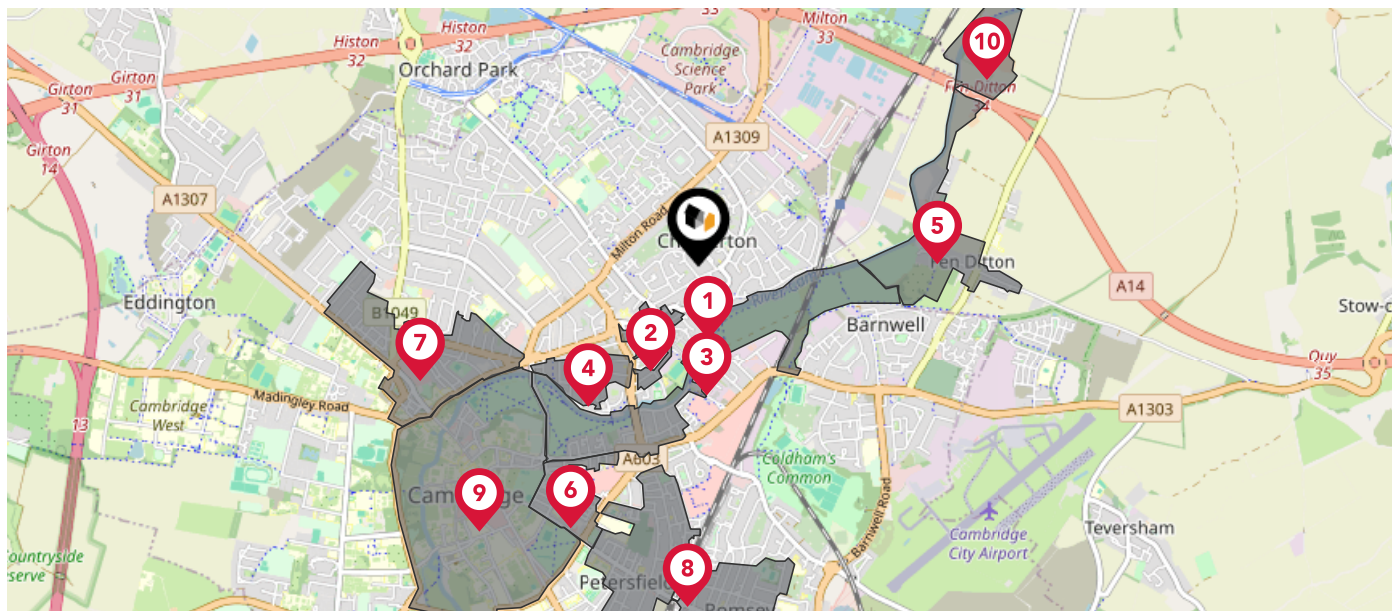 33
Milton
33
10
Histon
32
Histon
32
Cambridge
Science
Park
Orchard Park
Girton
31
Girton
31
Fen Ditton
34
A1309
Girton
14
A1307
Milton Road
5
Fen Ditton
A14
Eddington
B1049
1
River Cam
Stow-c
2
Barnwell
7
3
4
Quy
35
Madingley Road
Cambridge
West
A1303
13
A603
Coldham's
Common
9
6
Barnwell Road
Cambridge
City Airport
Teversham
ountryside
serve
8
Petersfield
Romsey